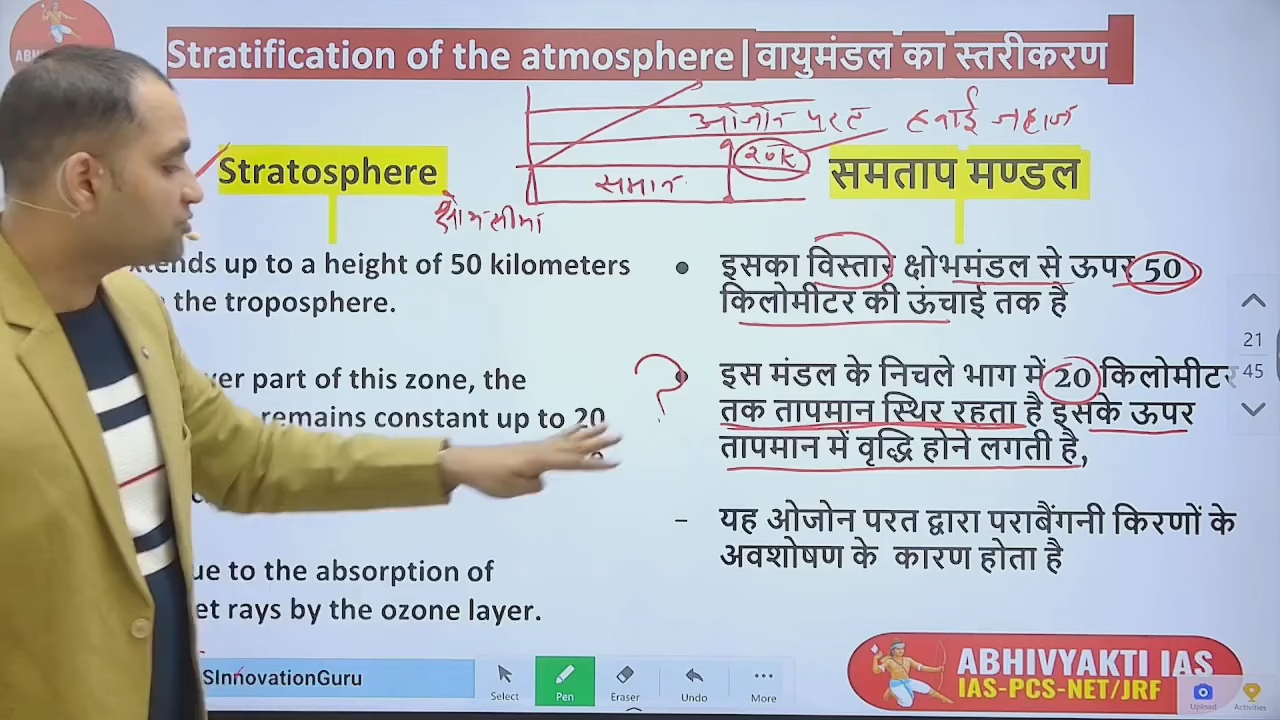 Stratification of the atmosphere|वायुमंडल का स्तरीकरण
ओजोन परत हवाई जहाज
20K
समान
Stratosphere
समताप मण्डल
क्षोभसीमा
ends up to a height of 50 kilometers
the troposphere.
इसका विस्तार क्षोभमंडल से ऊपर 50
किलोमीटर की ऊंचाई तक है
21
45
er part of this zone, the
remains constant up to 20
?
इस मंडल के निचले भाग में 20 किलोमीटर
तक तापमान स्थिर रहता है इसके ऊपर
तापमान में वृद्धि होने लगती है,
– यह ओजोन परत द्वारा पराबैंगनी किरणों के
अवशोषण के कारण होता है
ue to the absorption of
et rays by the ozone layer.
SInnovationGuru
Select
Pen
Eraser
Undo
More
ABHIVYAKTI IAS
IAS-PCS-NET/JRF
Upload
Activities